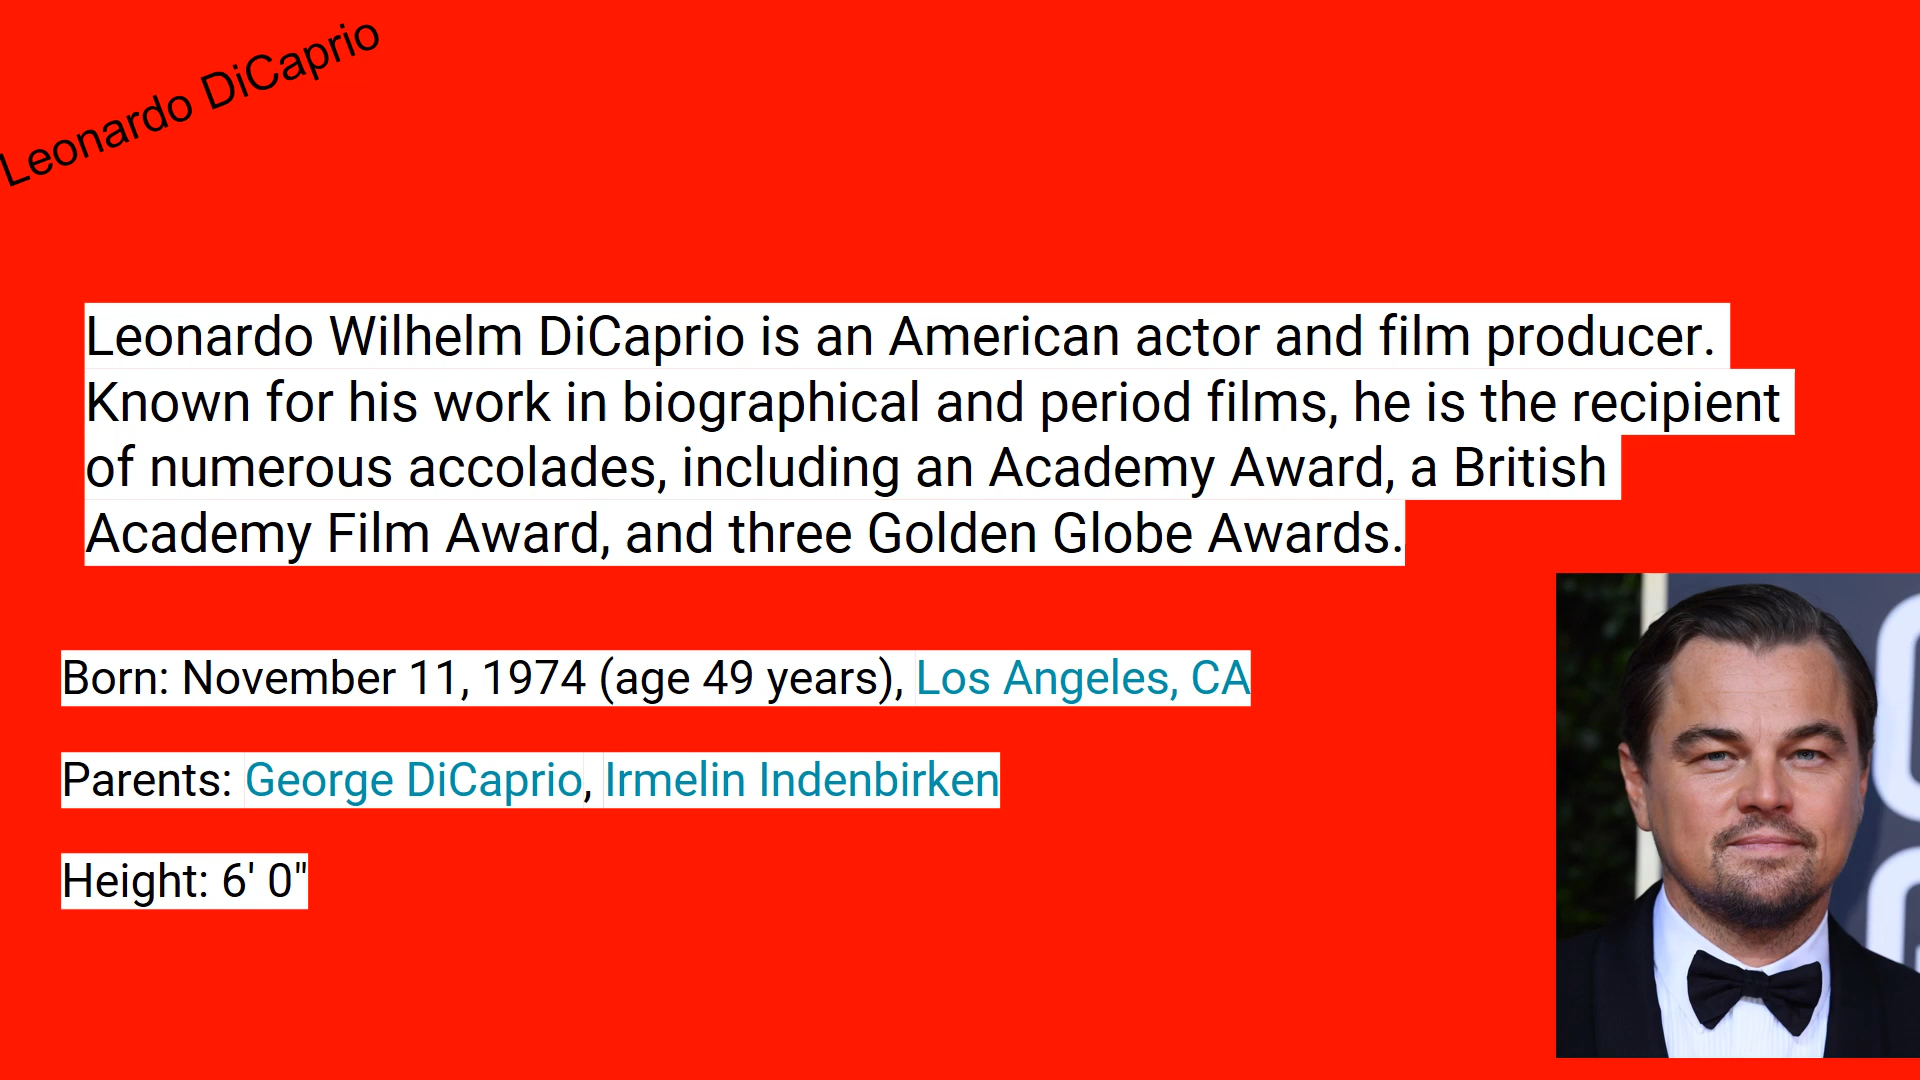 Leonardo DiCaprio
Leonardo Wilhelm DiCaprio is an American actor and film producer.
Known for his work in biographical and period films, he is the recipient
of numerous accolades, including an Academy Award, a British
Academy Film Award, and three Golden Globe Awards.
Born: November 11, 1974 (age 49 years), Los Angeles, CA
Parents: George DiCaprio, Irmelin Indenbirken
Height: 6' 0"